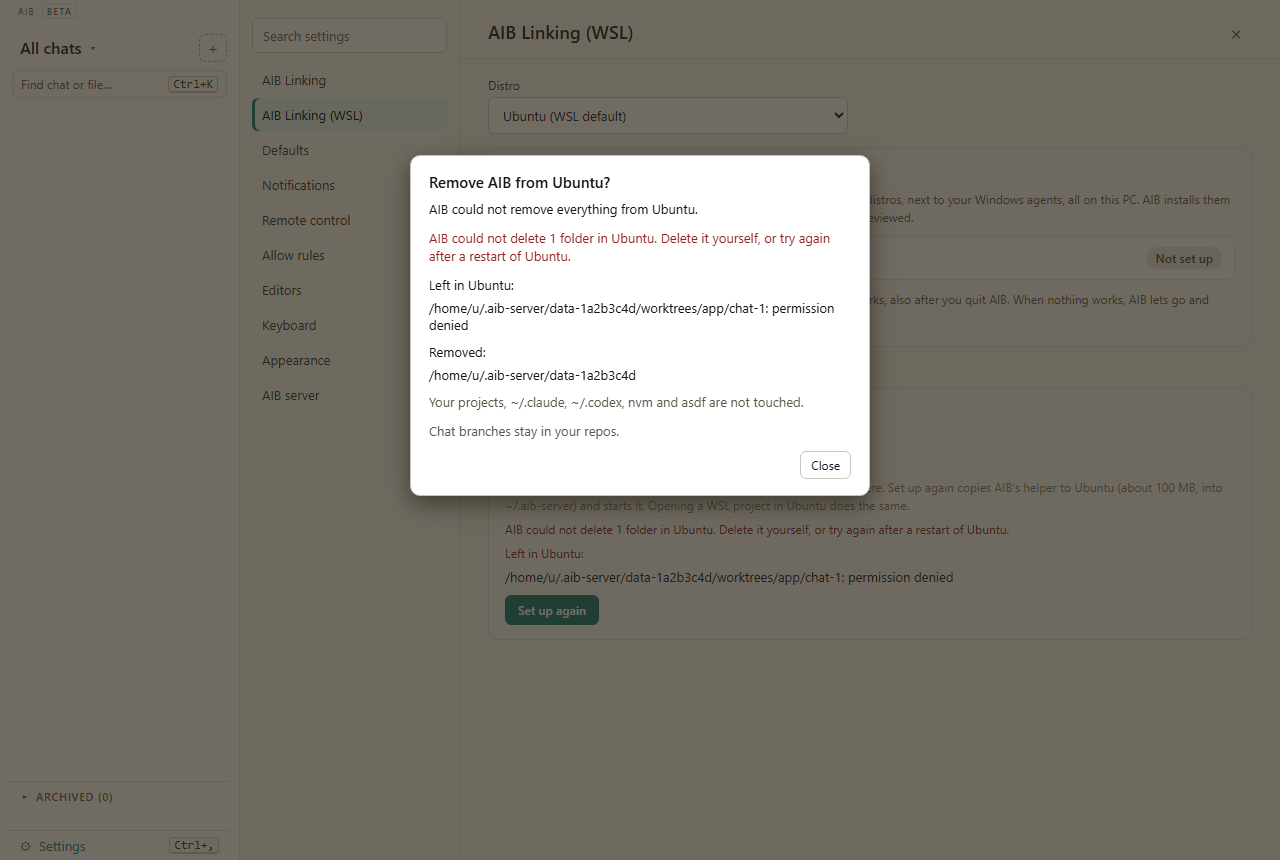 AIB BETA
All chats
+
Find chat or file... Ctrl+K
ARCHIVED (0)
Settings Ctrl+,
Search settings
AIB Linking
AIB Linking (WSL)
Defaults
Notifications
Remote control
Allow rules
Editors
Keyboard
Appearance
AIB server
AIB Linking (WSL)
Distro
Ubuntu (WSL default)
distros, next to your Windows agents, all on this PC. AIB installs them
eviewed.
Not set up
rks, also after you quit AIB. When nothing works, AIB lets go and
Remove AIB from Ubuntu?
AIB could not remove everything from Ubuntu.
AIB could not delete 1 folder in Ubuntu. Delete it yourself, or try again
after a restart of Ubuntu.
Left in Ubuntu:
/home/u/.aib-server/data-1a2b3c4d/worktrees/app/chat-1: permission
denied
Removed:
/home/u/.aib-server/data-1a2b3c4d
Your projects, ~/.claude, ~/.codex, nvm and asdf are not touched.
Chat branches stay in your repos.
Close
ere. Set up again copies AIB's helper to Ubuntu (about 100 MB, into
~/.aib-server) and starts it. Opening a WSL project in Ubuntu does the same.
AIB could not delete 1 folder in Ubuntu. Delete it yourself, or try again after a restart of Ubuntu.
Left in Ubuntu:
/home/u/.aib-server/data-1a2b3c4d/worktrees/app/chat-1: permission denied
Set up again